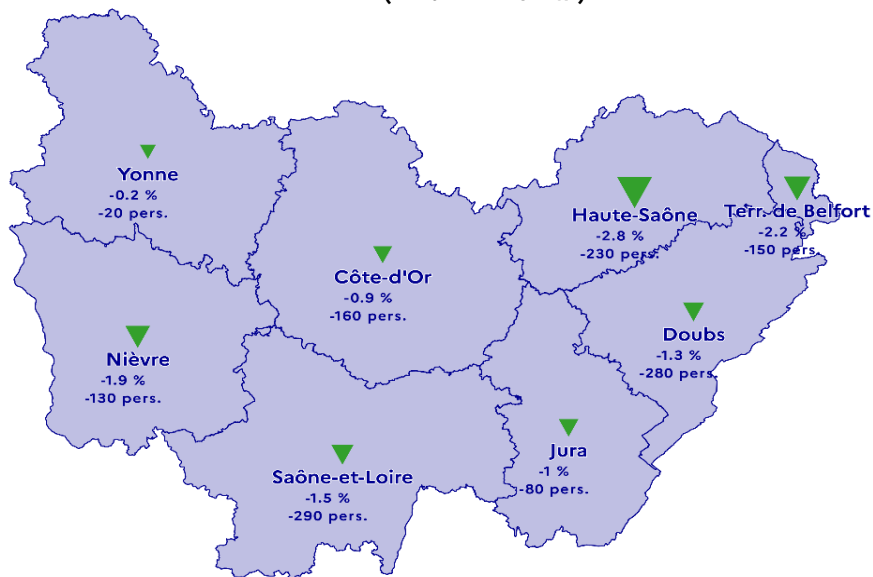 Yonne
-0.2 %
-20 pers.
Haute-Saône
-2.8 %
-230 pers.
Terr. de Belfort
-2.2 %
-150 pers.
Côte-d'Or
-0.9 %
-160 pers.
Doubs
-1.3 %
-280 pers.
Nièvre
-1.9 %
-130 pers.
Jura
-1 %
-80 pers.
Saône-et-Loire
-1.5 %
-290 pers.